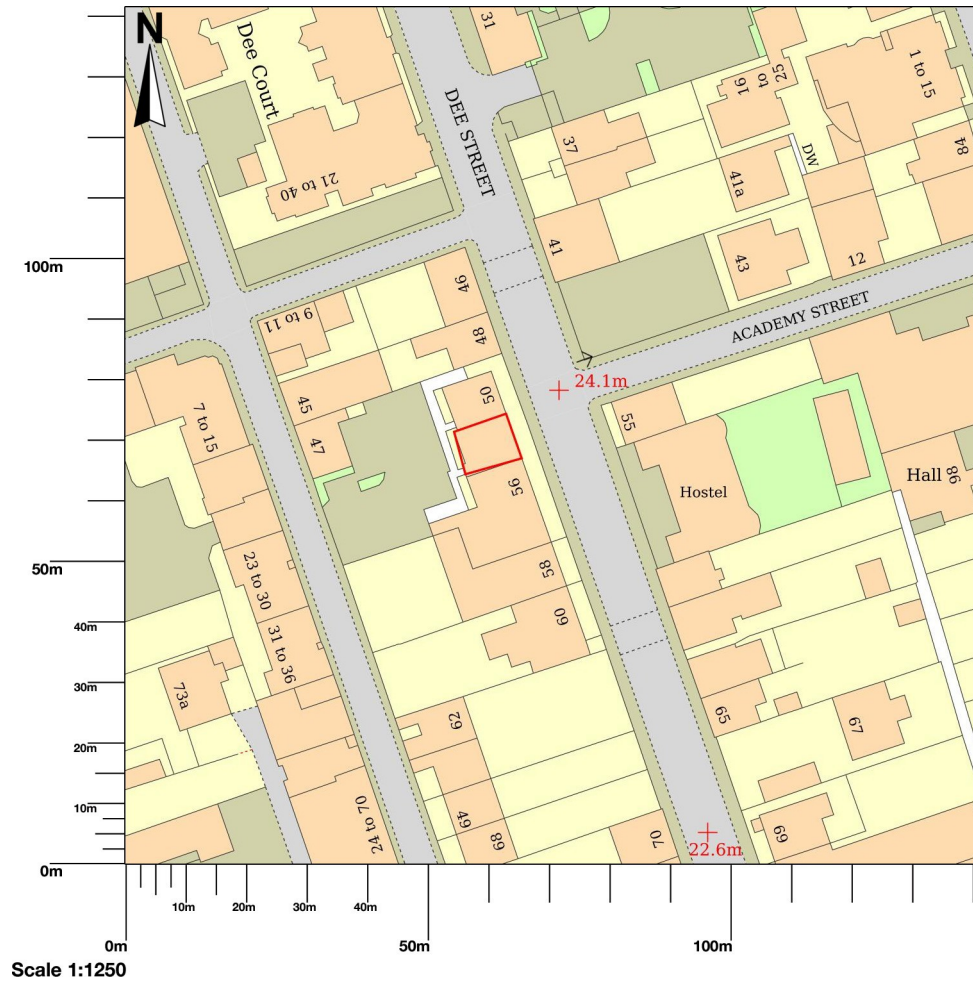 N
31
Dee Court
25
to
16
1 to 15
DEE STREET
37
DW
84
21 to 40
41a
41
43
12
100m
46
9 to 11
ACADEMY STREET
48
24.1m
50
45
55
7 to 15
47
Hostel
Hall
86
56
50m
58
23 to 30
60
40m
31 to 36
30m
73a
62
65
67
20m
10m
24 to 70
64
68
70
69
22.6m
0m
10m
20m
30m
40m
0m
50m
100m
Scale 1:1250